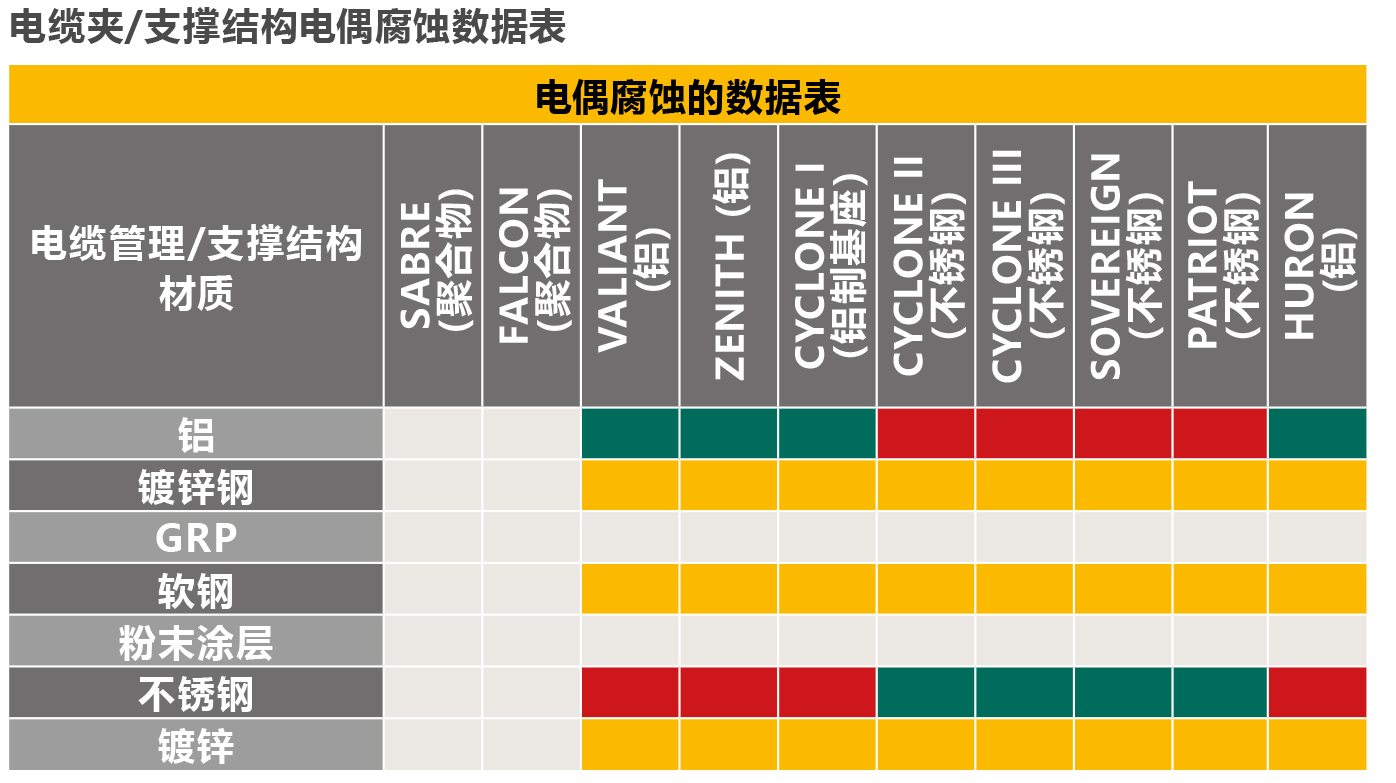 电缆夹/支撑结构电偶腐蚀数据表
电偶腐蚀的数据表
电缆管理/支撑结构
材质
SABRE
(聚合物)
FALCON
(聚合物)
VALIANT
(铝)
ZENITH (铝)
CYCLONE I
(铝制基座)
CYCLONE II
(不锈钢)
CYCLONE III
(不锈钢)
SOVEREIGN
(不锈钢)
PATRIOT
(不锈钢)
HURON
(铝)
铝
镀锌钢
GRP
软钢
粉末涂层
不锈钢
镀锌